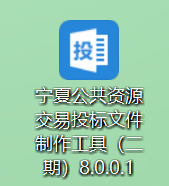 投
宁夏公共资源
交易投标文件
制作工具（二
期）8.0.0.1